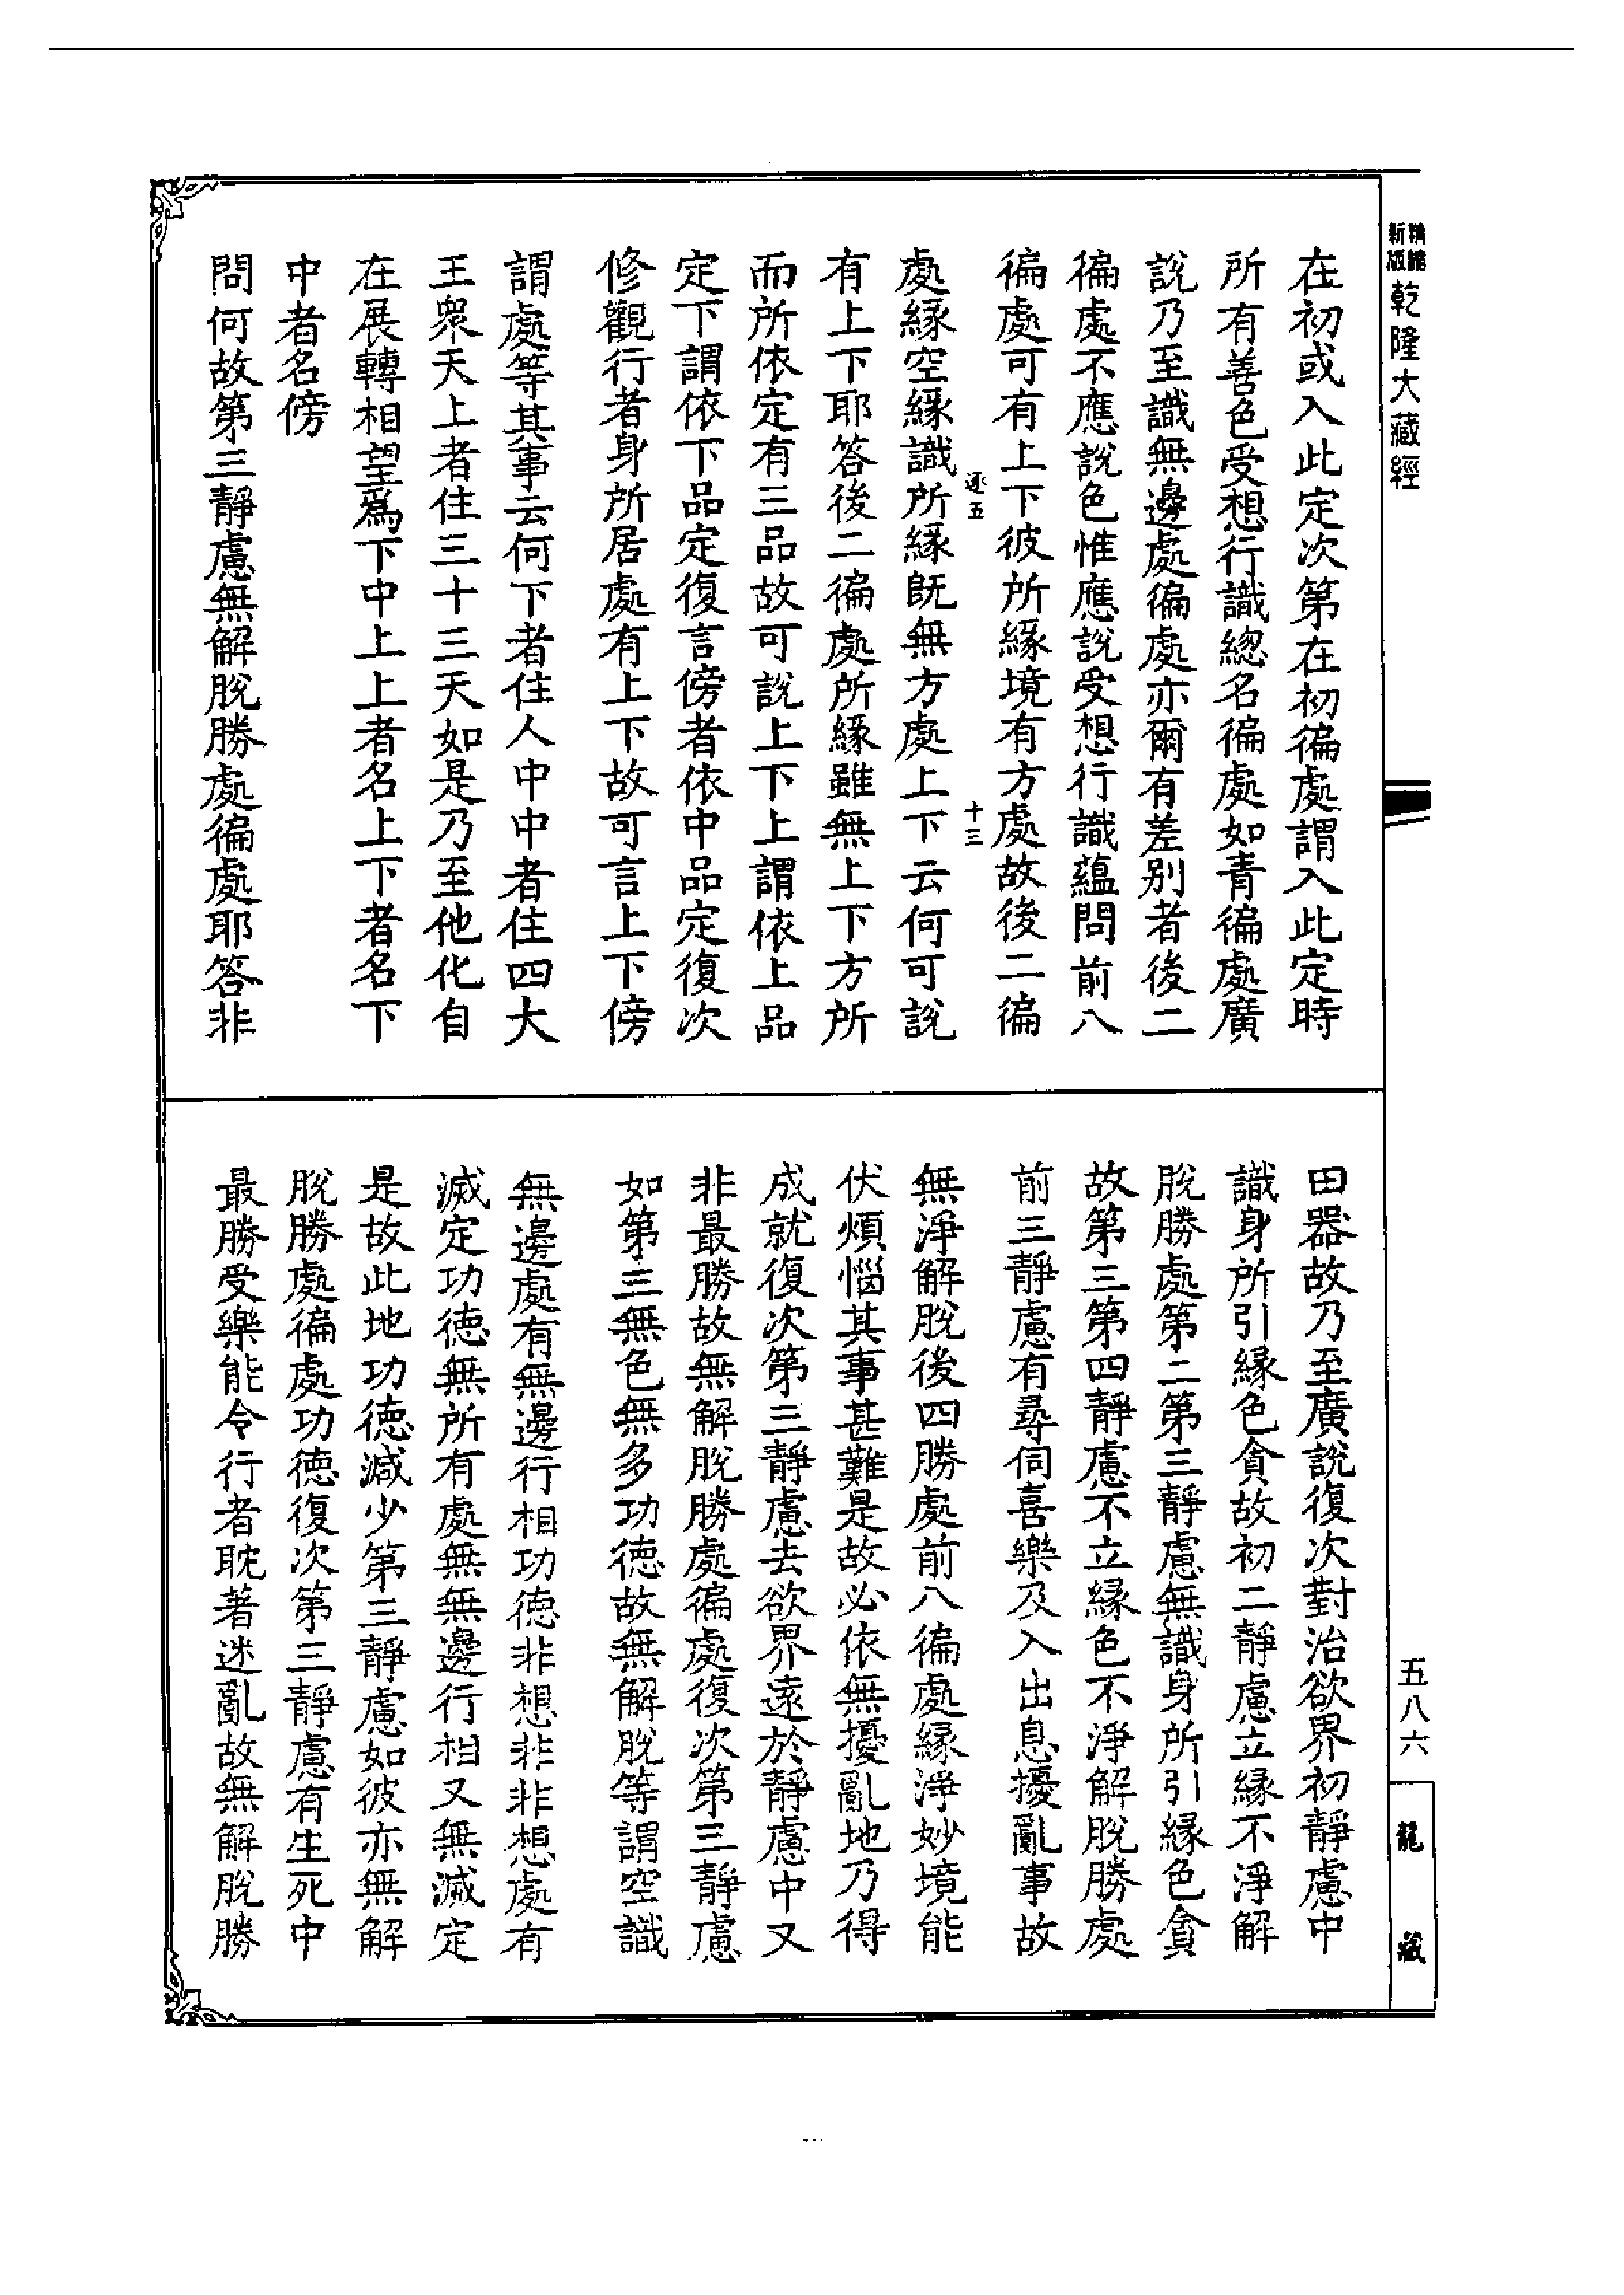 精縮新版乾隆大藏經
在初或入此定次第在初徧處謂入此定時
所有善色受想行識總名徧處如青徧處廣
說乃至識無邊處徧處亦爾有差別者後二
徧處不應說色惟應說受想行識蘊問前八
徧處可有上下彼所緣境有方處故後二徧
逐五
十三
處緣空緣識所緣旣無方處上下云何可說
有上下耶答後二徧處所緣雖無上下方所
而所依定有三品故可說上下上謂依上品
定下謂依下品定復言傍者依中品定復次
修觀行者身所居處有上下故可言上下傍
謂處等其事云何下者住人中中者住四大
王衆天上者住三十三天如是乃至他化自
在展轉相望爲下中上上者名上下者名下
中者名傍
問何故第三靜慮無解脫勝處徧處耶答非
田器故乃至廣說復次對治欲界初靜慮中
識身所引緣色貪故初二靜慮立緣不淨解
脫勝處第二第三靜慮無識身所引緣色貪
故第三第四靜慮不立緣色不淨解脫勝處
前三靜慮有尋伺喜樂及入出息擾亂事故
無淨解脫後四勝處前八徧處緣淨妙境能
伏煩惱其事甚難是故必依無擾亂地乃得
成就復次第三靜慮去欲界遠於靜慮中又
非最勝故無解脫勝處徧處復次第三靜慮
如第三無色無多功德故無解脫等謂空識
無邊處有無邊行相功德非想非非想處有
滅定功德無所有處無無邊行相又無滅定
是故此地功德減少第三靜慮如彼亦無解
脫勝處徧處功德復次第三靜慮有生死中
最勝受樂能令行者耽著迷亂故無解脫勝
五八六
龍藏